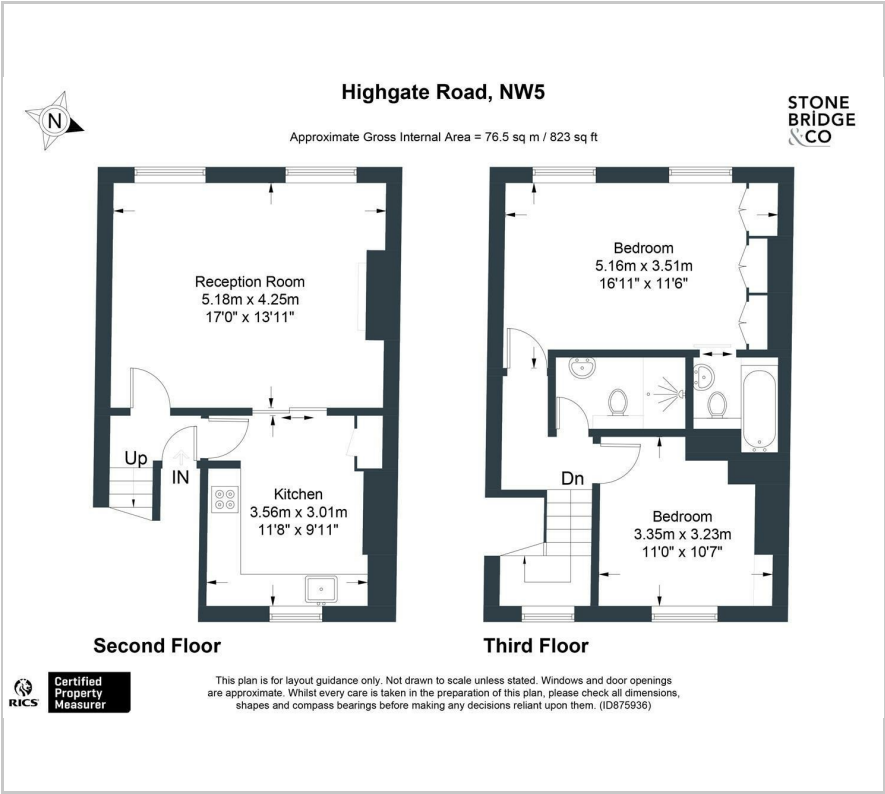 Highgate Road, NW5
N
Approximate Gross Internal Area = 76.5 sq m / 823 sq ft
STONE
BRIDGE
&CO
Reception Room
5.18m x 4.25m
17'0" x 13'11"
Up
IN
Kitchen
3.56m x 3.01m
11'8" x 9'11"
Second Floor
Bedroom
5.16m x 3.51m
16'11" x 11'6"
Dn
Bedroom
3.35m x 3.23m
11'0" x 10'7"
Third Floor
RICS
Certified
Property
Measurer
This plan is for layout guidance only. Not drawn to scale unless stated. Windows and door openings
are approximate. Whilst every care is taken in the preparation of this plan, please check all dimensions,
shapes and compass bearings before making any decisions reliant upon them. (ID875936)